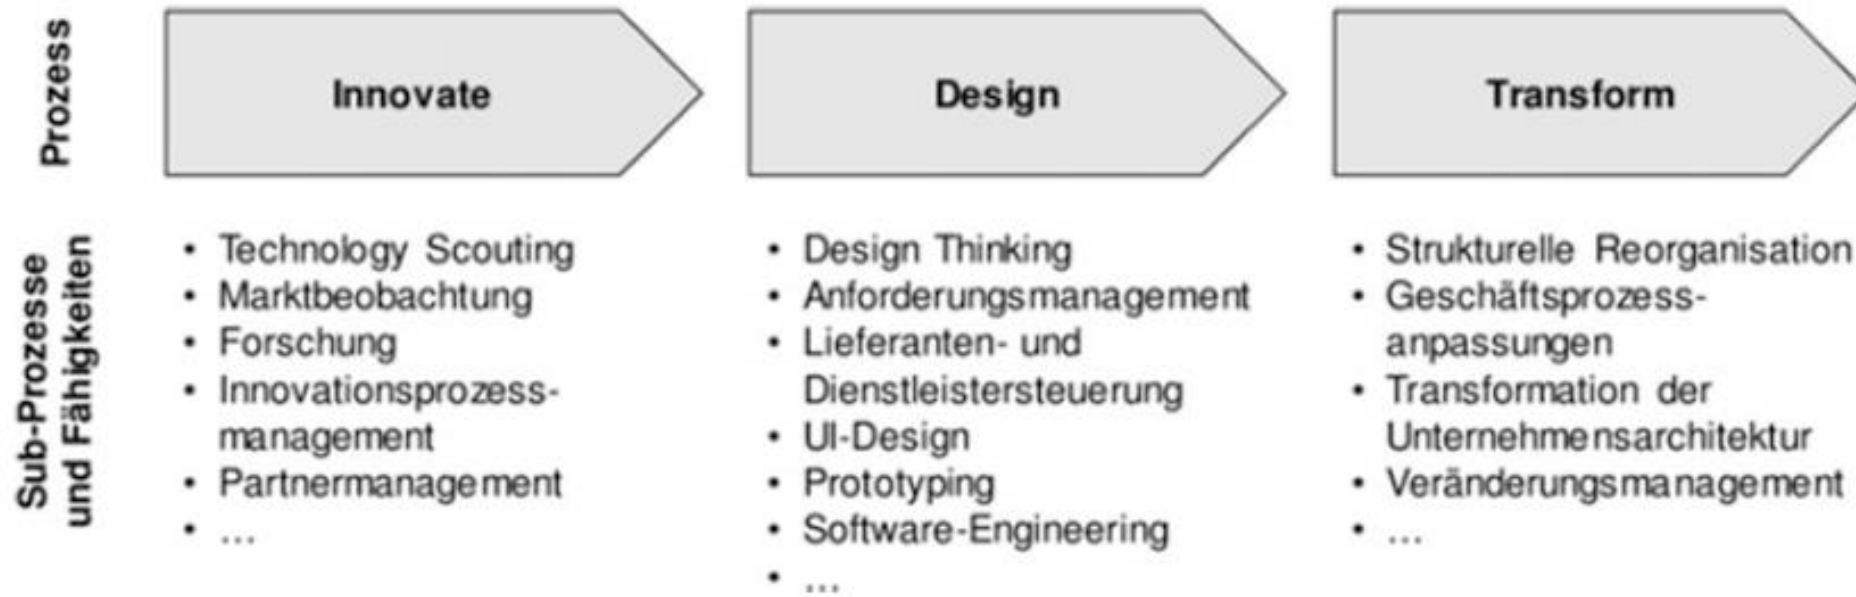 Prozess
Innovate
Design
Transform
Sub-Prozesse
und Fähigkeiten
• Technology Scouting
• Marktbeobachtung
• Forschung
• Innovationsprozess-
management
• Partnermanagement
• ...
• Design Thinking
• Anforderungsmanagement
• Lieferanten- und
Dienstleistersteuerung
• UI-Design
• Prototyping
• Software-Engineering
• ...
• Strukturelle Reorganisation
• Geschäftsprozess-
anpassungen
• Transformation der
Unternehmensarchitektur
• Veränderungsmanagement
• ...